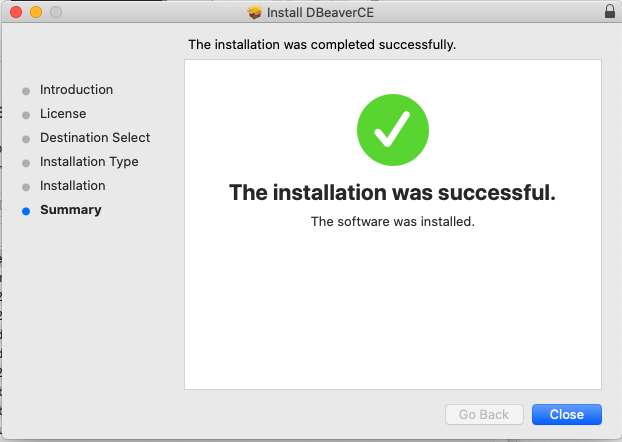 Install DBeaverCE
The installation was completed successfully.
Introduction
License
Destination Select
Installation Type
Installation
Summary
The installation was successful.
The software was installed.
Go Back
Close